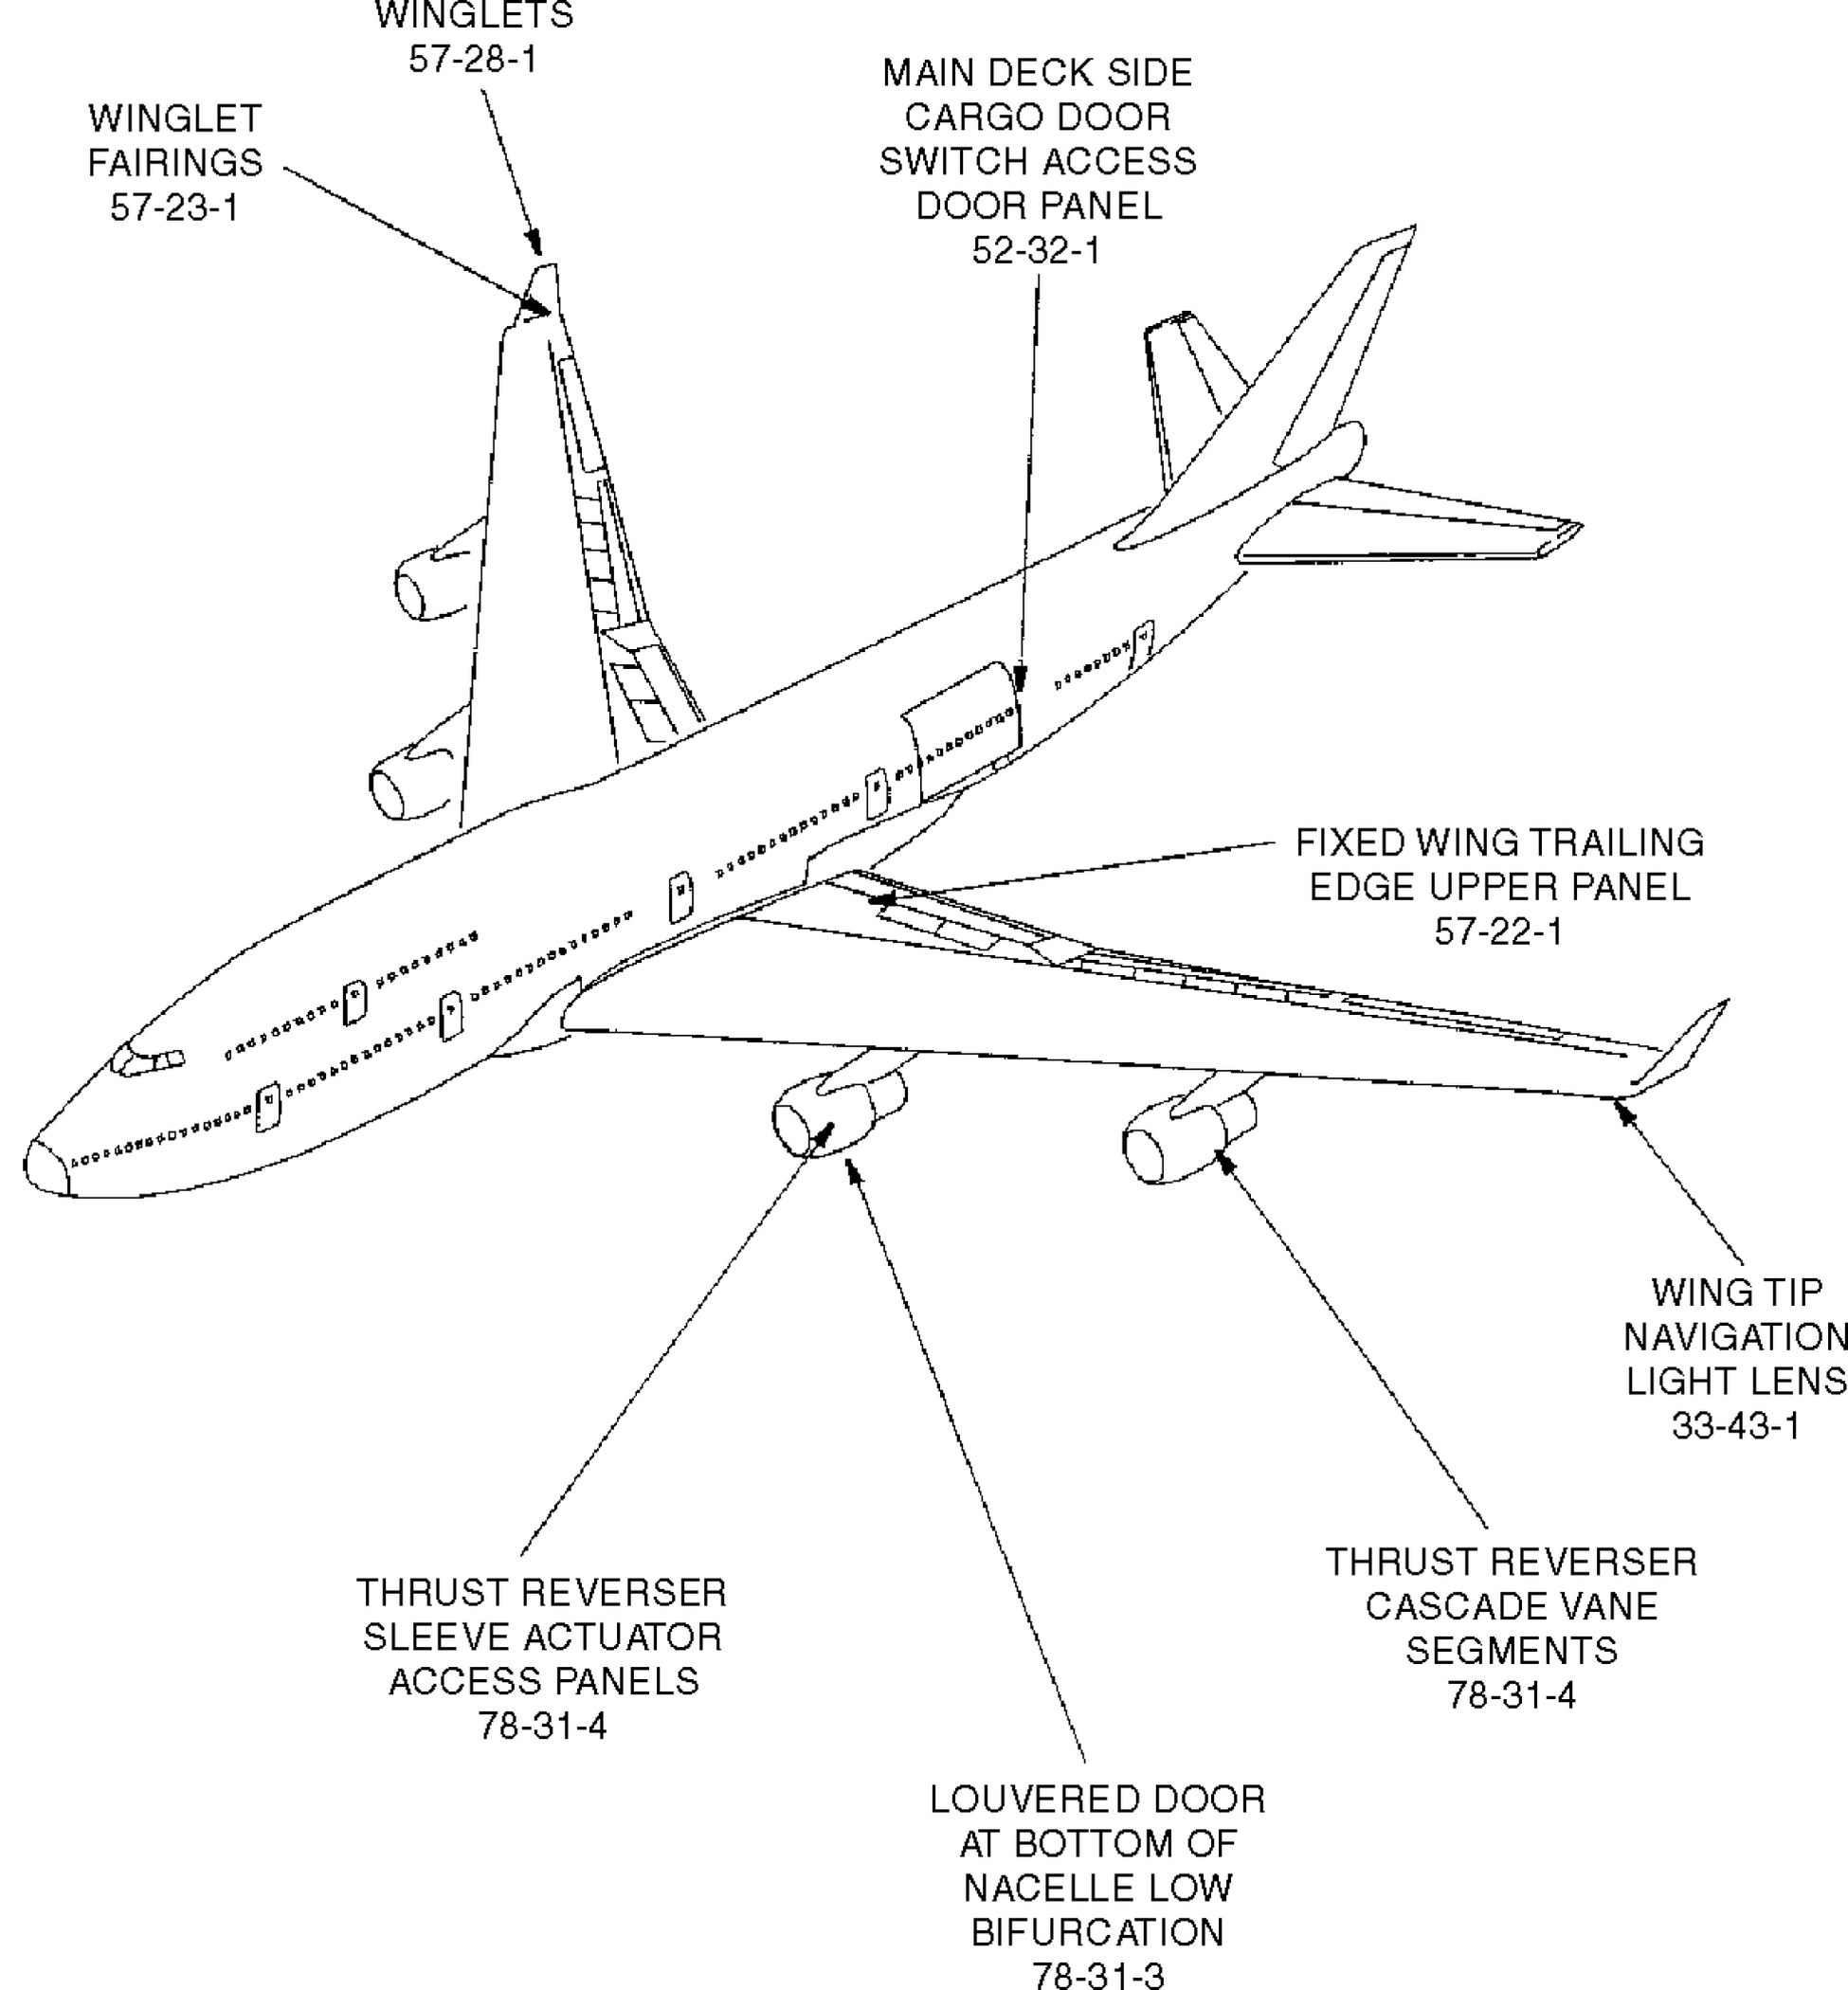 WINGLETS
57-28-1
WINGLET
FAIRINGS
57-23-1
MAIN DECK SIDE
CARGO DOOR
SWITCH ACCESS
DOOR PANEL
52-32-1
FIXED WING TRAILING
EDGE UPPER PANEL
57-22-1
WING TIP
NAVIGATION
LIGHT LENS
33-43-1
THRUST REVERSER
CASCADE VANE
SEGMENTS
78-31-4
THRUST REVERSER
SLEEVE ACTUATOR
ACCESS PANELS
78-31-4
LOUVERED DOOR
AT BOTTOM OF
NACELLE LOW
BIFURCATION
78-31-3